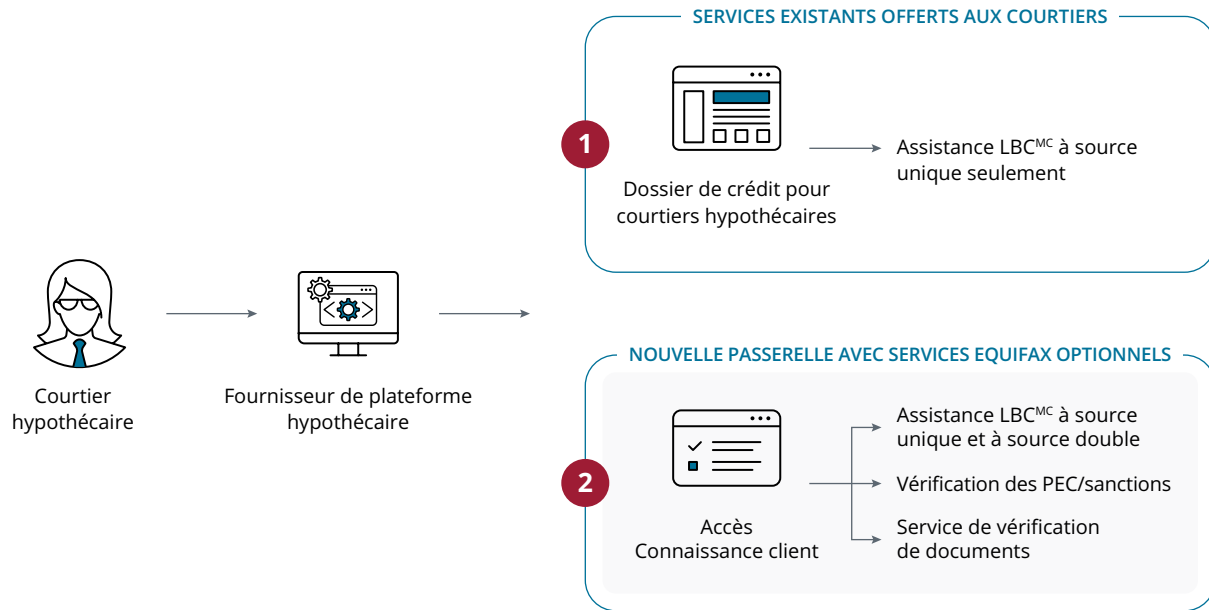 SERVICES EXISTANTS OFFERTS AUX COURTIERS
1
Dossier de crédit pour
courtiers hypothécaires
Assistance LBCᴹᶜ à source
unique seulement
Courtier
hypothécaire
Fournisseur de plateforme
hypothécaire
NOUVELLE PASSERELLE AVEC SERVICES EQUIFAX OPTIONNELS
2
Accès
Connaissance client
Assistance LBCᴹᶜ à source
unique et à source double
Vérification des PEC/sanctions
Service de vérification
de documents